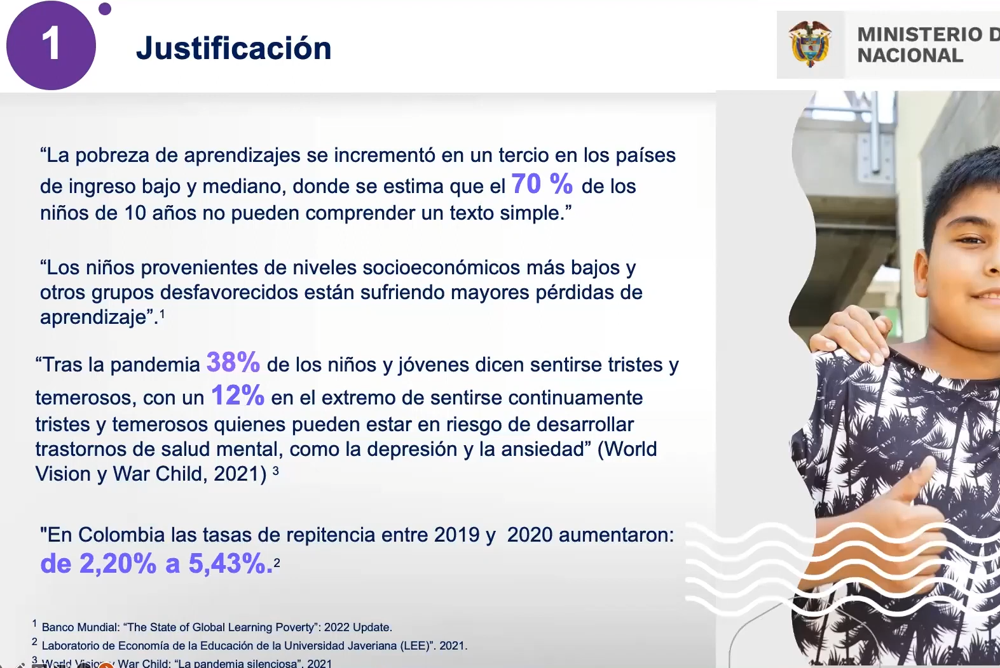 1
Justificación
MINISTERIO D
NACIONAL
“La pobreza de aprendizajes se incrementó en un tercio en los países
de ingreso bajo y mediano, donde se estima que el 70 % de los
niños de 10 años no pueden comprender un texto simple.”
“Los niños provenientes de niveles socioeconómicos más bajos y
otros grupos desfavorecidos están sufriendo mayores pérdidas de
aprendizaje”.¹
“Tras la pandemia 38% de los niños y jóvenes dicen sentirse tristes y
temerosos, con un 12% en el extremo de sentirse continuamente
tristes y temerosos quienes pueden estar en riesgo de desarrollar
trastornos de salud mental, como la depresión y la ansiedad” (World
Vision y War Child, 2021) ³
"En Colombia las tasas de repitencia entre 2019 y  2020 aumentaron:
de 2,20% a 5,43%.²
¹ Banco Mundial: “The State of Global Learning Poverty”: 2022 Update.
² Laboratorio de Economía de la Educación de la Universidad Javeriana (LEE)”. 2021.
³ World Vision y War Child: “La pandemia silenciosa”. 2021